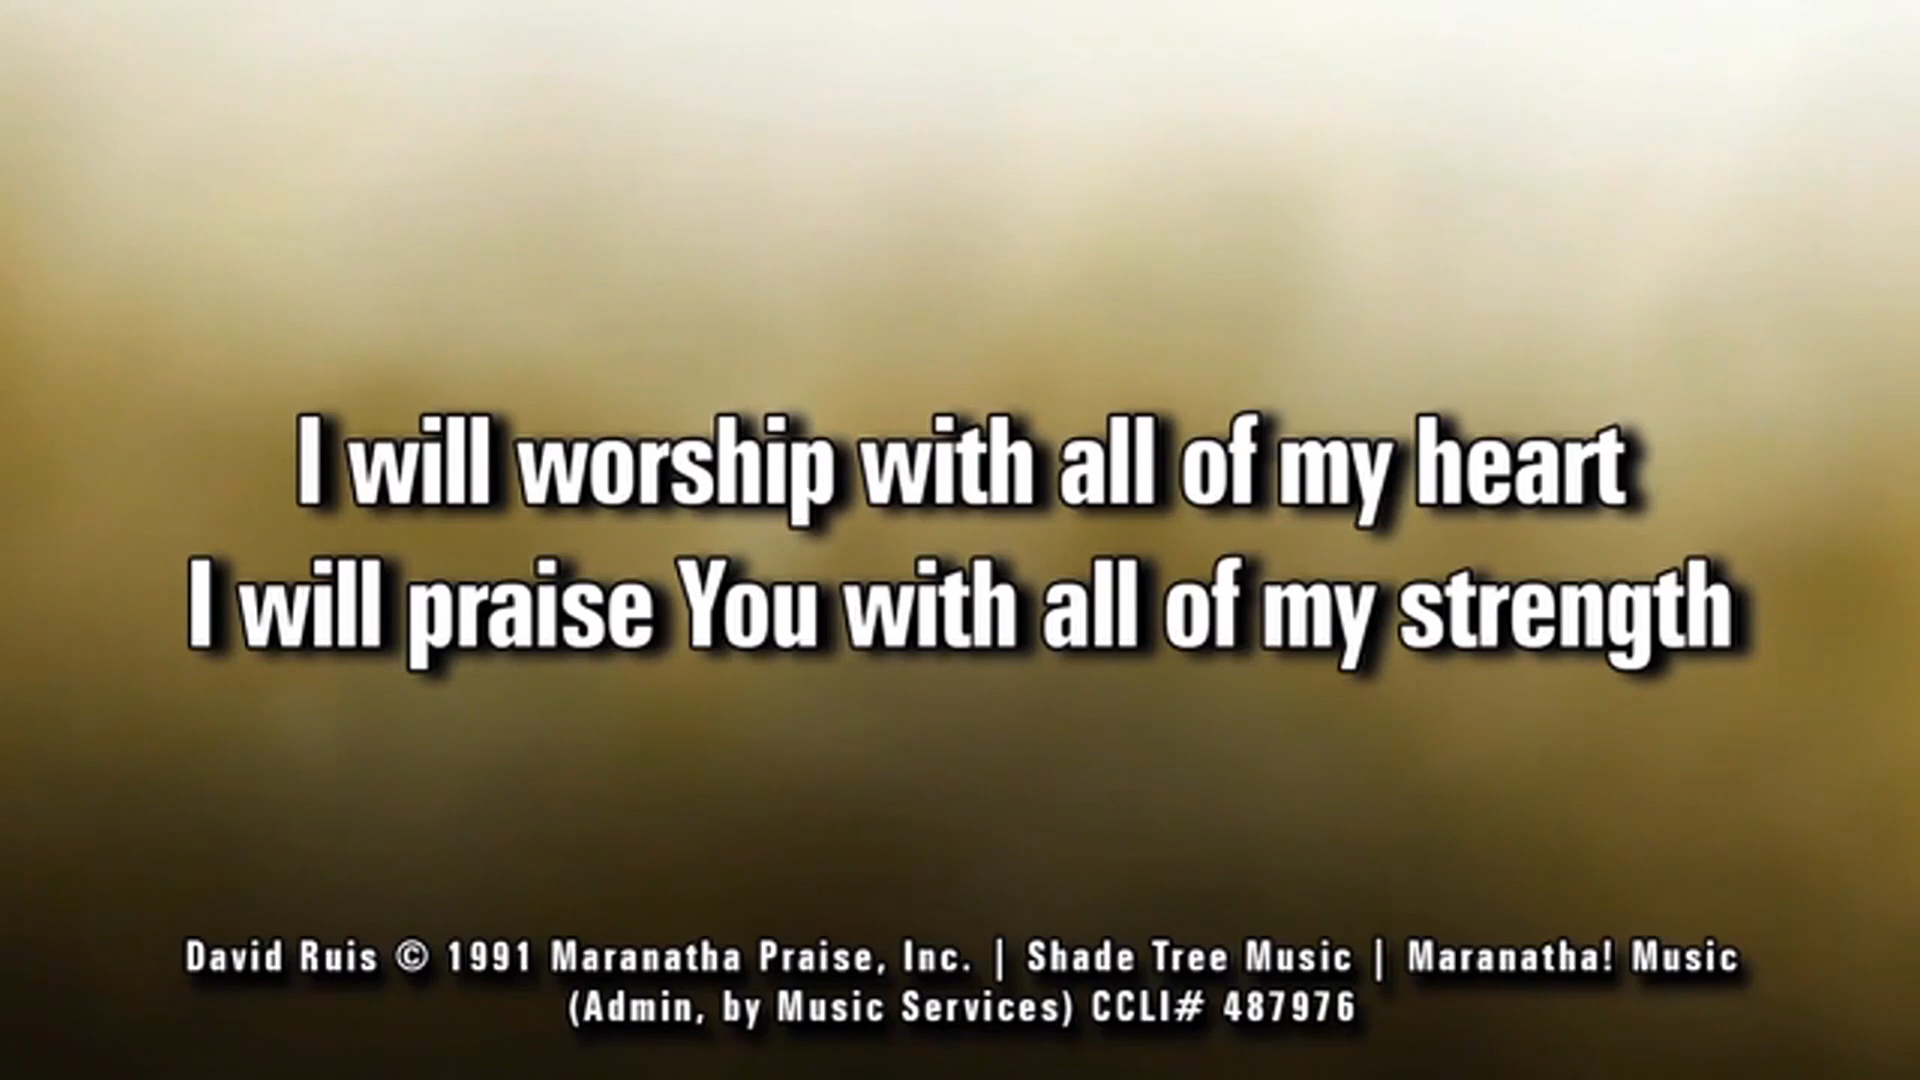 I will worship with all of my heart
I will praise You with all of my strength
David Ruis © 1991 Maranatha Praise, Inc. | Shade Tree Music | Maranatha! Music
(Admin, by Music Services) CCLI# 487976